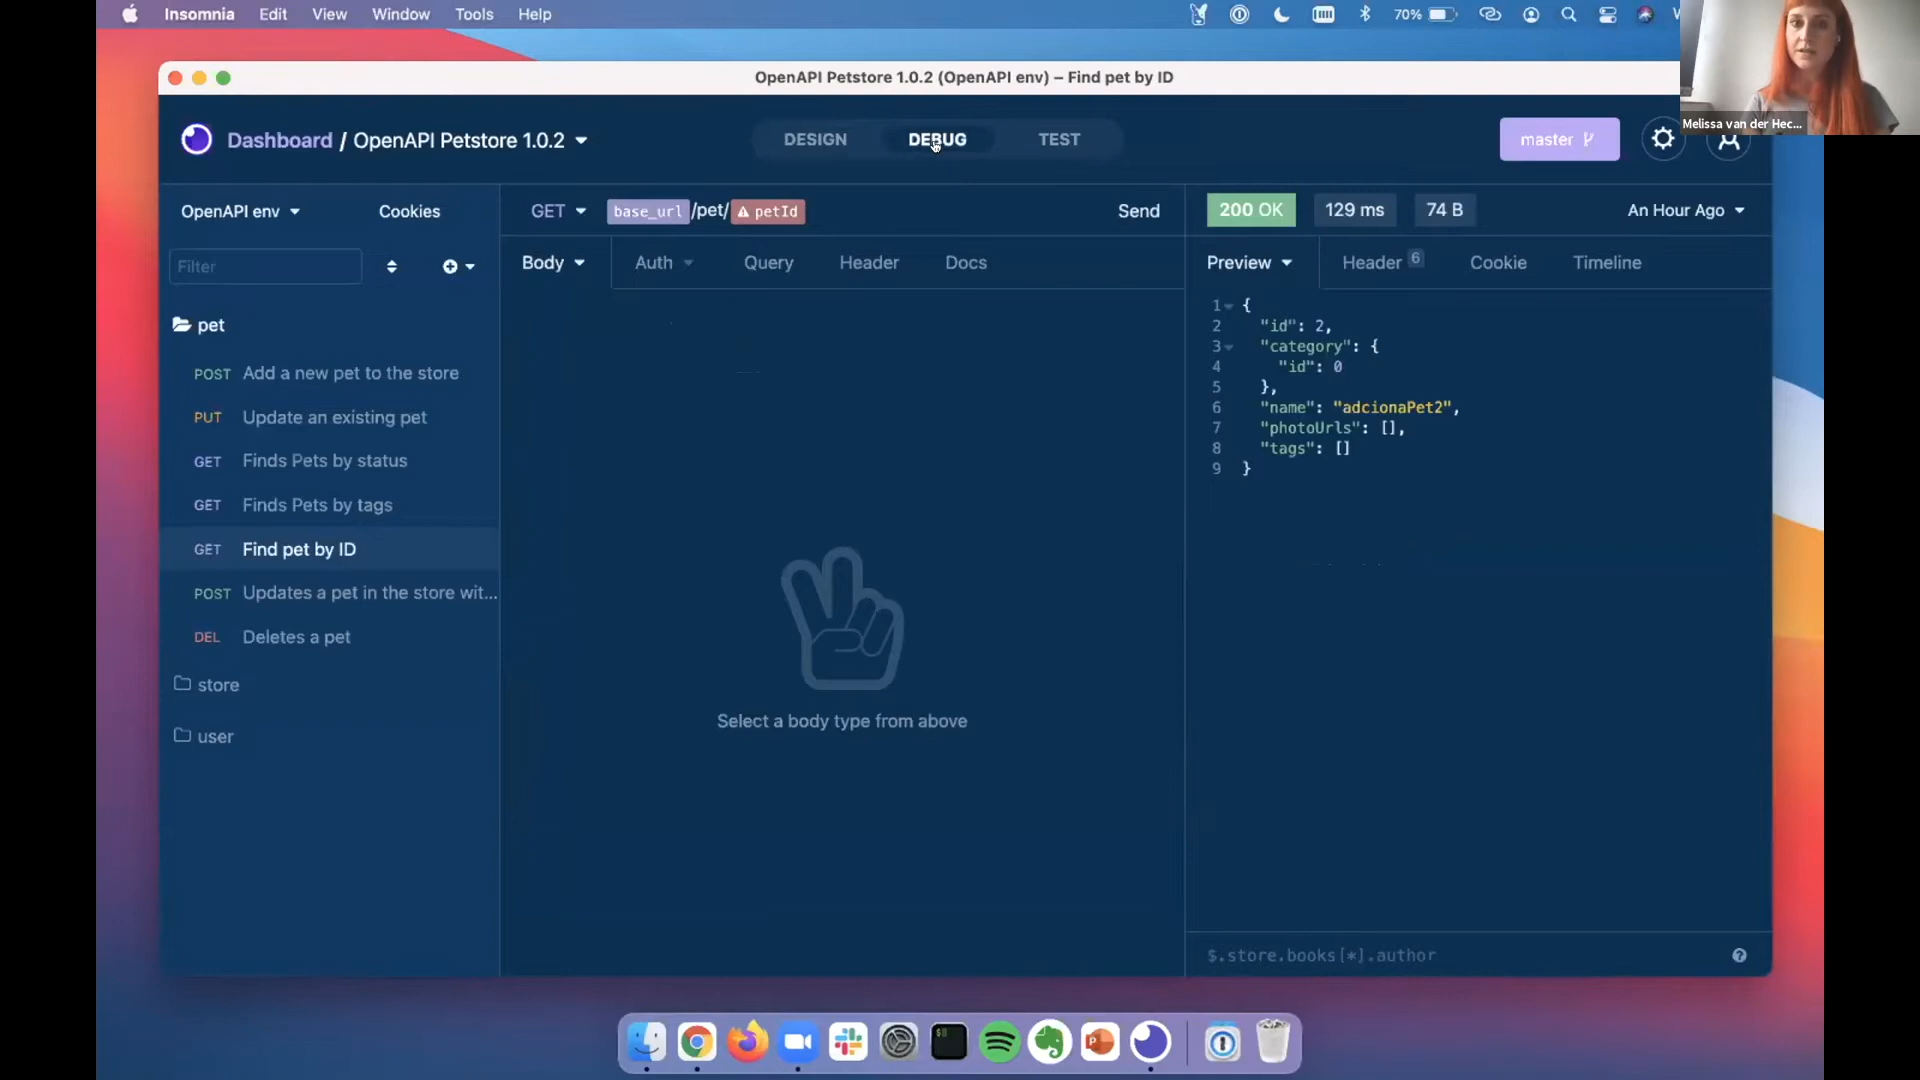 Insomnia Edit View Window Tools Help
70%
OpenAPI Petstore 1.0.2 (OpenAPI env) – Find pet by ID
Melissa van der Hec...
Dashboard / OpenAPI Petstore 1.0.2
DESIGN DEBUG TEST
master
OpenAPI env Cookies
GET base_url/pet/ petId Send
200 OK 129 ms 74 B An Hour Ago
Filter
Body Auth Query Header Docs
Preview Header 6 Cookie Timeline
pet
POST Add a new pet to the store
PUT Update an existing pet
GET Finds Pets by status
GET Finds Pets by tags
GET Find pet by ID
POST Updates a pet in the store wit...
DEL Deletes a pet
store
user
Select a body type from above
1 {
2 "id": 2,
3 "category": {
4 "id": 0
5 },
6 "name": "adcionaPet2",
7 "photoUrls": [],
8 "tags": []
9 }
$.store.books[*].author